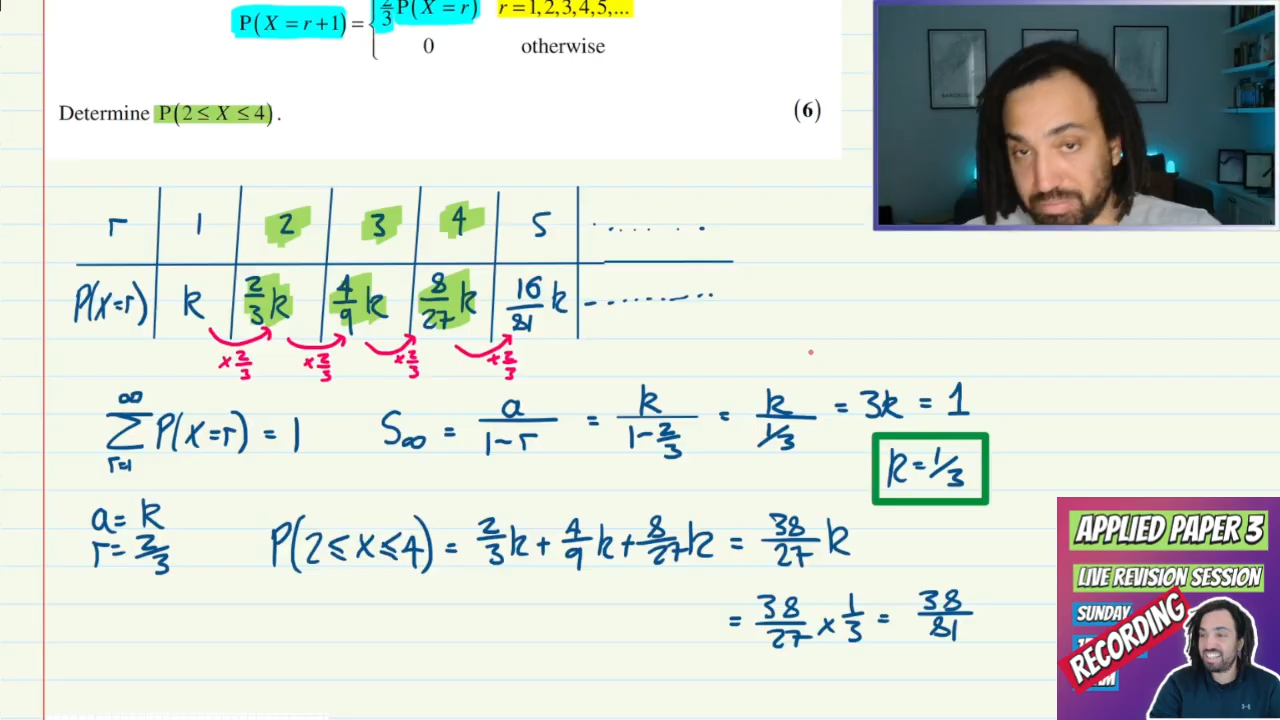 P(X = r+1) = { 2/3 P(X = r) r = 1, 2, 3, 4, 5, ...
0 otherwise
Determine P(2 ≤ X ≤ 4). (6)
r 1 2 3 4 5 ......
P(X=r) k 2/3 k 4/9 k 8/27 k 16/81 k ......
×2/3 ×2/3 ×2/3 ×2/3
∞ Σ r=1 P(X=r) = 1 S∞ = a/(1-r) = k/(1-2/3) = k/(1/3) = 3k = 1
k = 1/3
a = k
r = 2/3
P(2 ≤ X ≤ 4) = 2/3 k + 4/9 k + 8/27 k = 38/27 k
= 38/27 × 1/3 = 38/81
APPLIED PAPER 3
LIVE REVISION SESSION
SUNDAY
RECORDING